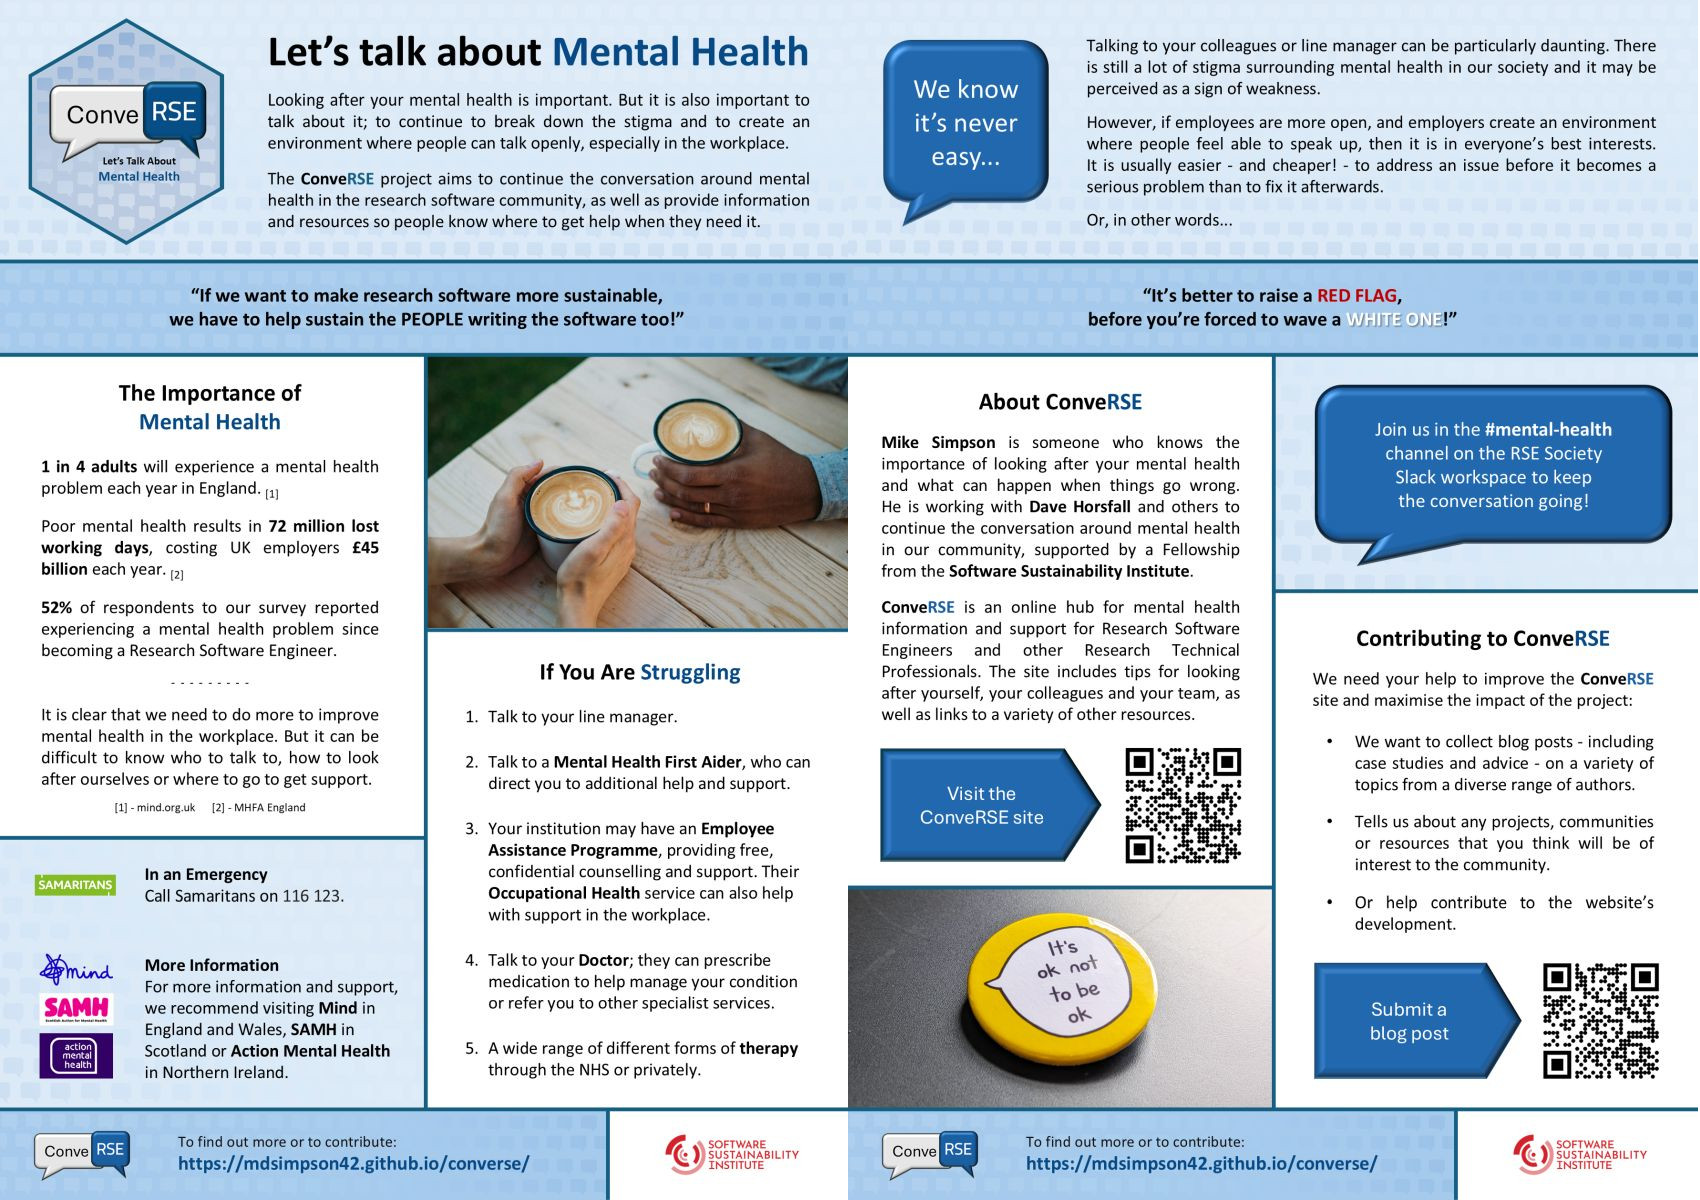 Conve RSE
Let's Talk About
Mental Health
Let's talk about Mental Health
Looking after your mental health is important. But it is also important to
talk about it; to continue to break down the stigma and to create an
environment where people can talk openly, especially in the workplace.
The ConveRSE project aims to continue the conversation around mental
health in the research software community, as well as provide information
and resources so people know where to get help when they need it.
“If we want to make research software more sustainable,
we have to help sustain the PEOPLE writing the software too!”
The Importance of
Mental Health
1 in 4 adults will experience a mental health
problem each year in England. [1]
Poor mental health results in 72 million lost
working days, costing UK employers £45
billion each year. [2]
52% of respondents to our survey reported
experiencing a mental health problem since
becoming a Research Software Engineer.
- - - - - - - - -
It is clear that we need to do more to improve
mental health in the workplace. But it can be
difficult to know who to talk to, how to look
after ourselves or where to go to get support.
[1] - mind.org.uk [2] - MHFA England
SAMARITANS
In an Emergency
Call Samaritans on 116 123.
mind
SAMH
Scottish Action for Mental Health
action
mental
health
More Information
For more information and support,
we recommend visiting Mind in
England and Wales, SAMH in
Scotland or Action Mental Health
in Northern Ireland.
If You Are Struggling
1. Talk to your line manager.
2. Talk to a Mental Health First Aider, who can
direct you to additional help and support.
3. Your institution may have an Employee
Assistance Programme, providing free,
confidential counselling and support. Their
Occupational Health service can also help
with support in the workplace.
4. Talk to your Doctor; they can prescribe
medication to help manage your condition
or refer you to other specialist services.
5. A wide range of different forms of therapy
through the NHS or privately.
Conve RSE
To find out more or to contribute:
https://mdsimpson42.github.io/converse/
SOFTWARE
SUSTAINABILITY
INSTITUTE
We know
it's never
easy...
Talking to your colleagues or line manager can be particularly daunting. There
is still a lot of stigma surrounding mental health in our society and it may be
perceived as a sign of weakness.
However, if employees are more open, and employers create an environment
where people feel able to speak up, then it is in everyone's best interests.
It is usually easier - and cheaper! - to address an issue before it becomes a
serious problem than to fix it afterwards.
Or, in other words...
“It's better to raise a RED FLAG,
before you're forced to wave a WHITE ONE!”
About ConveRSE
Mike Simpson is someone who knows the
importance of looking after your mental health
and what can happen when things go wrong.
He is working with Dave Horsfall and others to
continue the conversation around mental health
in our community, supported by a Fellowship
from the Software Sustainability Institute.
ConveRSE is an online hub for mental health
information and support for Research Software
Engineers and other Research Technical
Professionals. The site includes tips for looking
after yourself, your colleagues and your team, as
well as links to a variety of other resources.
Visit the
ConveRSE site
It's
ok not
to be
ok
Join us in the #mental-health
channel on the RSE Society
Slack workspace to keep
the conversation going!
Contributing to ConveRSE
We need your help to improve the ConveRSE
site and maximise the impact of the project:
• We want to collect blog posts - including
case studies and advice - on a variety of
topics from a diverse range of authors.
• Tells us about any projects, communities
or resources that you think will be of
interest to the community.
• Or help contribute to the website's
development.
Submit a
blog post
Conve RSE
To find out more or to contribute:
https://mdsimpson42.github.io/converse/
SOFTWARE
SUSTAINABILITY
INSTITUTE